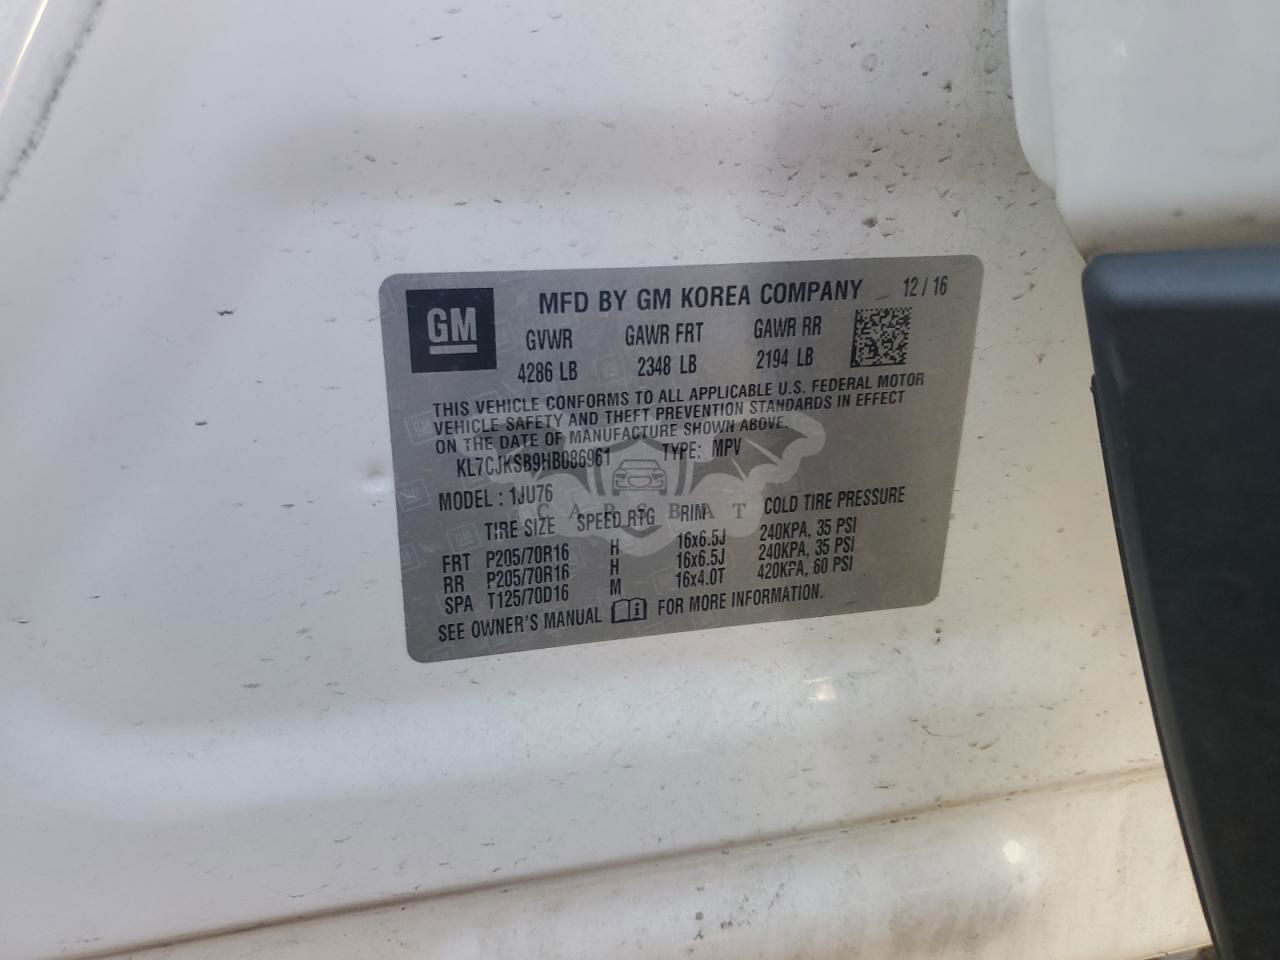 GM
MFD BY GM KOREA COMPANY 12 / 16
GVWR GAWR FRT GAWR RR
4286 LB 2348 LB 2194 LB
THIS VEHICLE CONFORMS TO ALL APPLICABLE U.S. FEDERAL MOTOR
VEHICLE SAFETY AND THEFT PREVENTION STANDARDS IN EFFECT
ON THE DATE OF MANUFACTURE SHOWN ABOVE.
KL7CJKSB9HB086961 TYPE: MPV
MODEL : 1JU76
CARSBAT
TIRE SIZE SPEED RTG RIM COLD TIRE PRESSURE
FRT P205/70R16 H 16x6.5J 240KPA, 35 PSI
RR P205/70R16 H 16x6.5J 240KPA, 35 PSI
SPA T125/70D16 M 16x4.0T 420KPA, 60 PSI
SEE OWNER'S MANUAL FOR MORE INFORMATION.